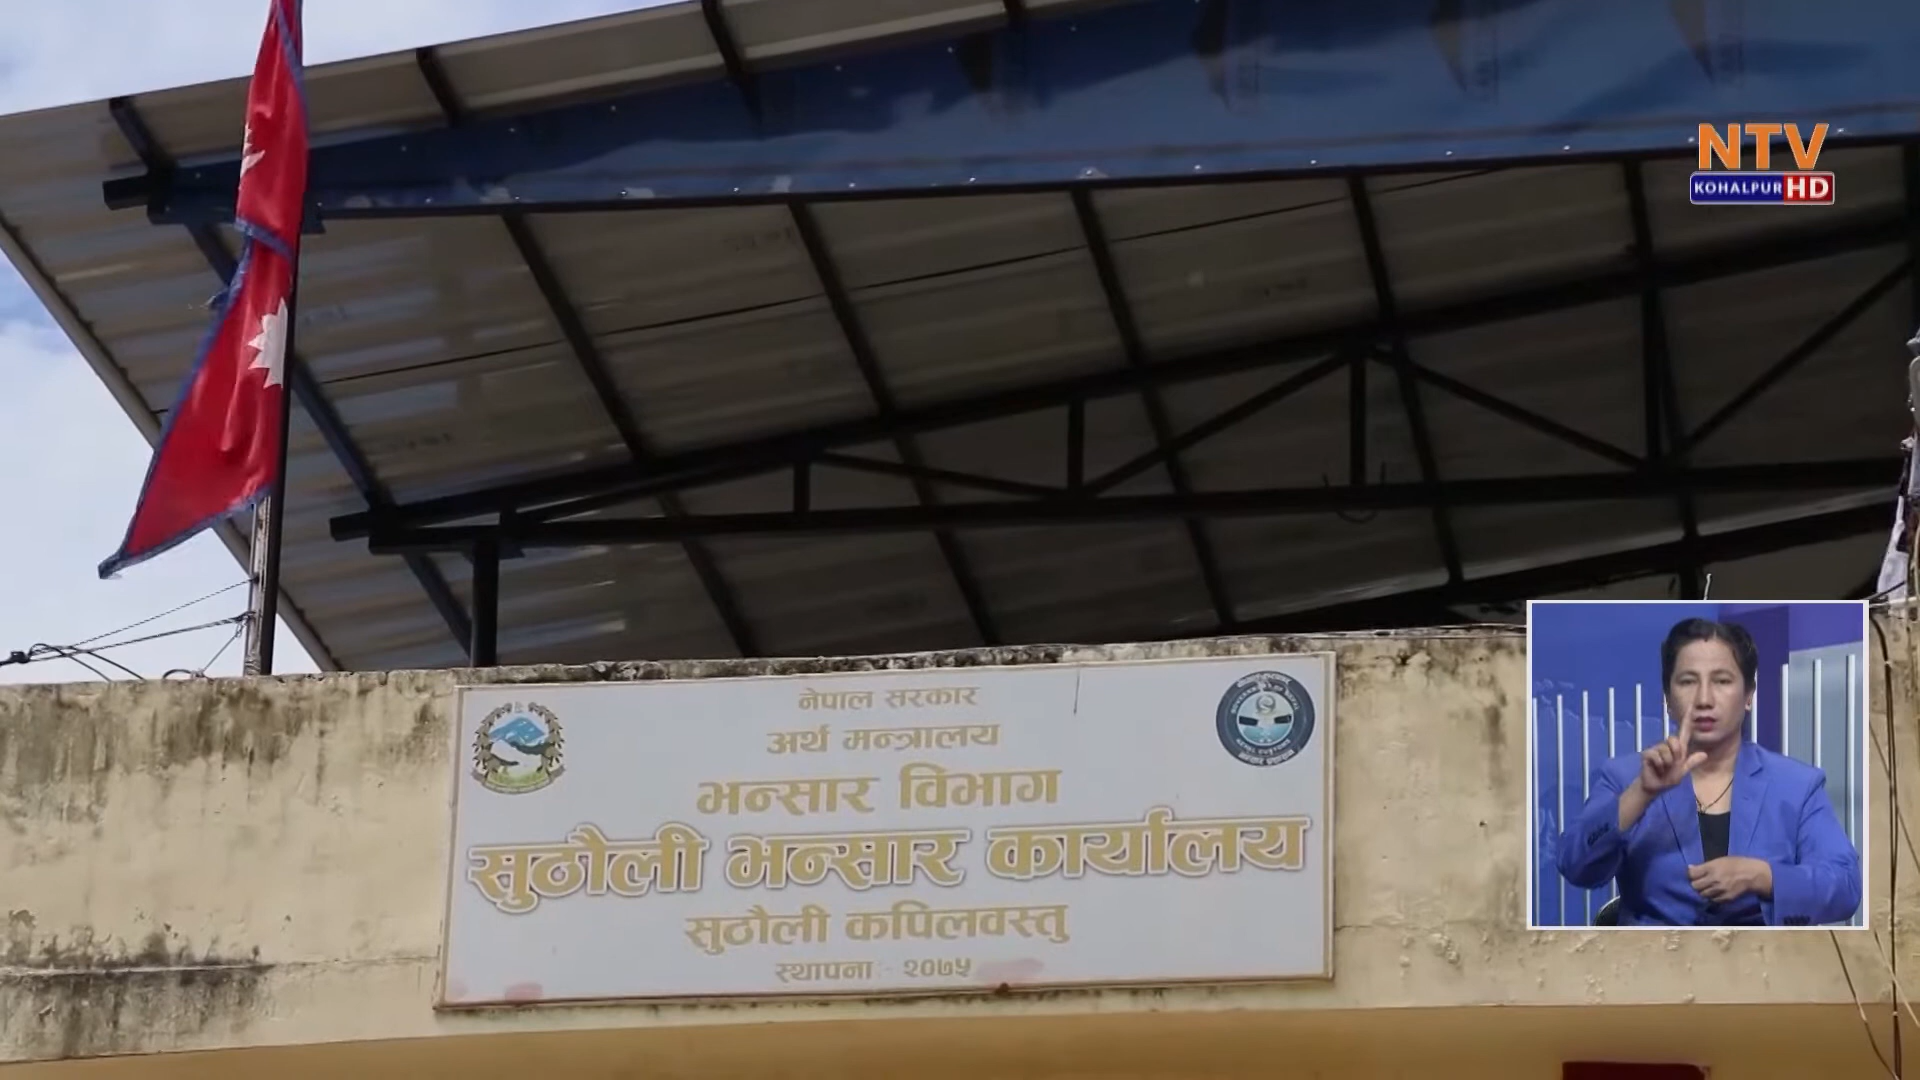 NTV
KOHALPUR HD
नेपाल सरकार
अर्थ मन्त्रालय
भन्सार विभाग
सुठौली भन्सार कार्यालय
सुठौली कपिलवस्तु
स्थापना - २०७५